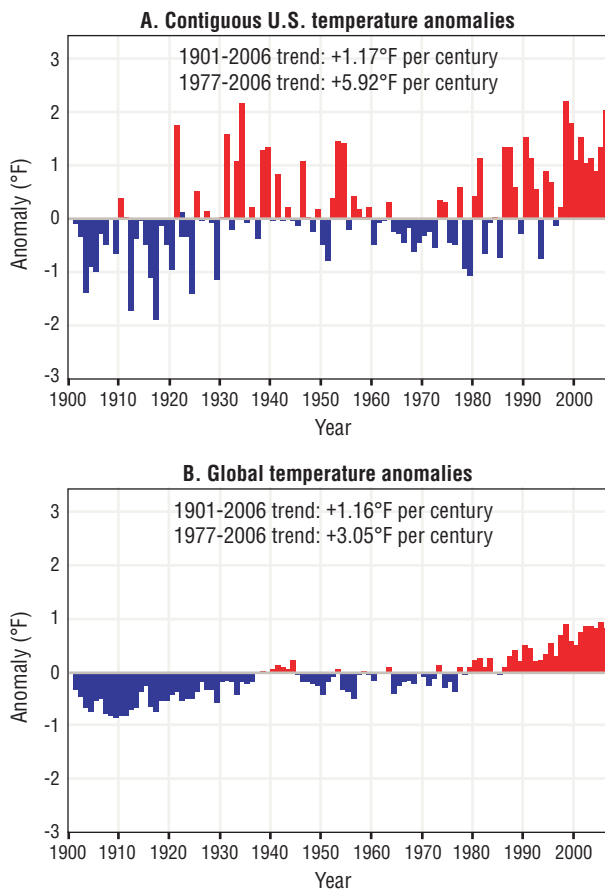 A. Contiguous U.S. temperature anomalies
1901-2006 trend: +1.17°F per century
1977-2006 trend: +5.92°F per century
Anomaly (°F)
3
2
1
0
-1
-2
-3
1900 1910 1920 1930 1940 1950 1960 1970 1980 1990 2000
Year
B. Global temperature anomalies
1901-2006 trend: +1.16°F per century
1977-2006 trend: +3.05°F per century
Anomaly (°F)
3
2
1
0
-1
-2
-3
1900 1910 1920 1930 1940 1950 1960 1970 1980 1990 2000
Year